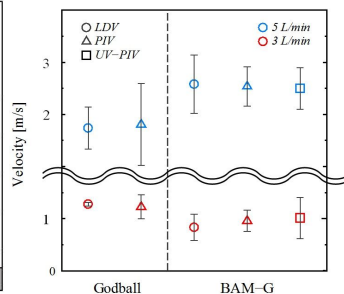 LDV
PIV
UV−PIV
5 L/min
3 L/min
Velocity [m/s]
3
2
1
0
Godball
BAM−G